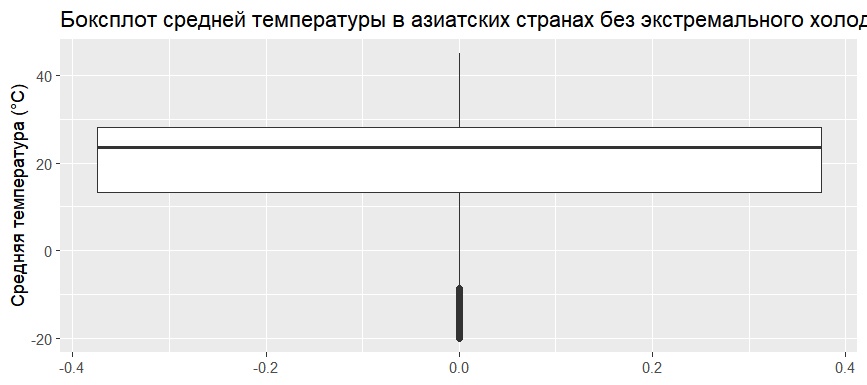 Боксплот средней температуры в азиатских странах без экстремального холод
Средняя температура (°C)
40
20
0
-20
-0.4 -0.2 0.0 0.2 0.4